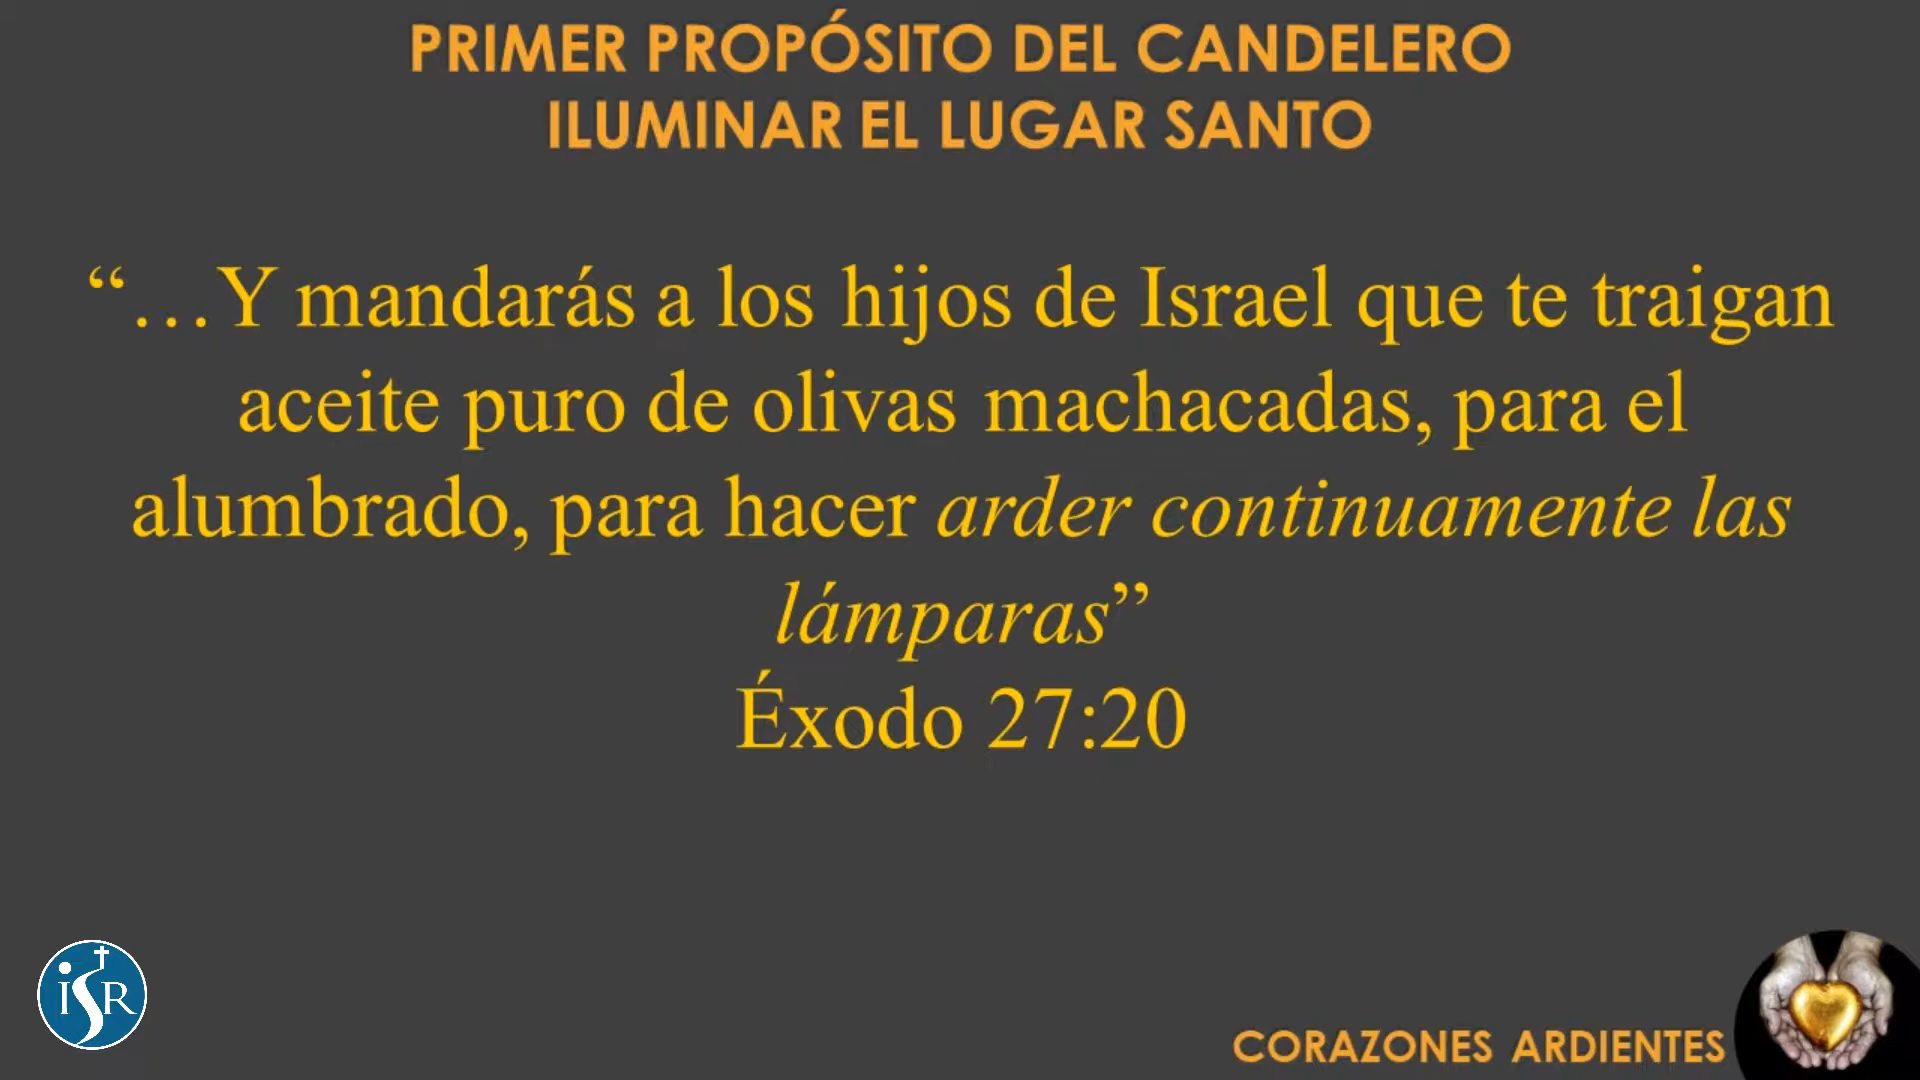 PRIMER PROPÓSITO DEL CANDELERO
ILUMINAR EL LUGAR SANTO
“…Y mandarás a los hijos de Israel que te traigan
aceite puro de olivas machacadas, para el
alumbrado, para hacer arder continuamente las
lámparas”
Éxodo 27:20
iSR
CORAZONES ARDIENTES